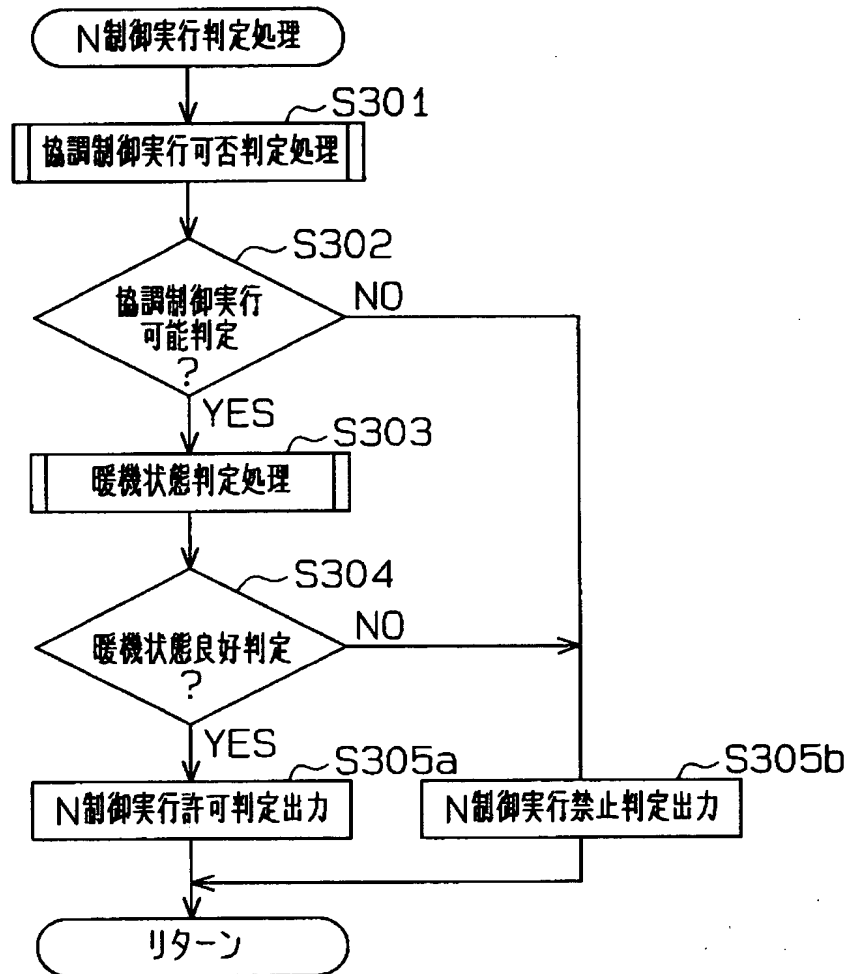 N制御実行判定処理
S301
協調制御実行可否判定処理
S302
協調制御実行
可能判定
?
NO
YES
S303
暖機状態判定処理
S304
暖機状態良好判定
?
NO
YES
S305a
N制御実行許可判定出力
S305b
N制御実行禁止判定出力
リターン